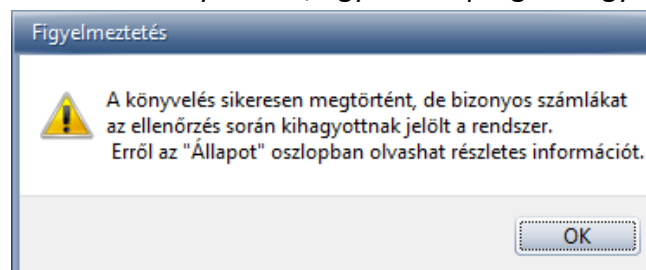 Figyelmeztetés
A könyvelés sikeresen megtörtént, de bizonyos számlákat
az ellenőrzés során kihagyottnak jelölt a rendszer.
Erről az "Állapot" oszlopban olvashat részletes információt.
OK